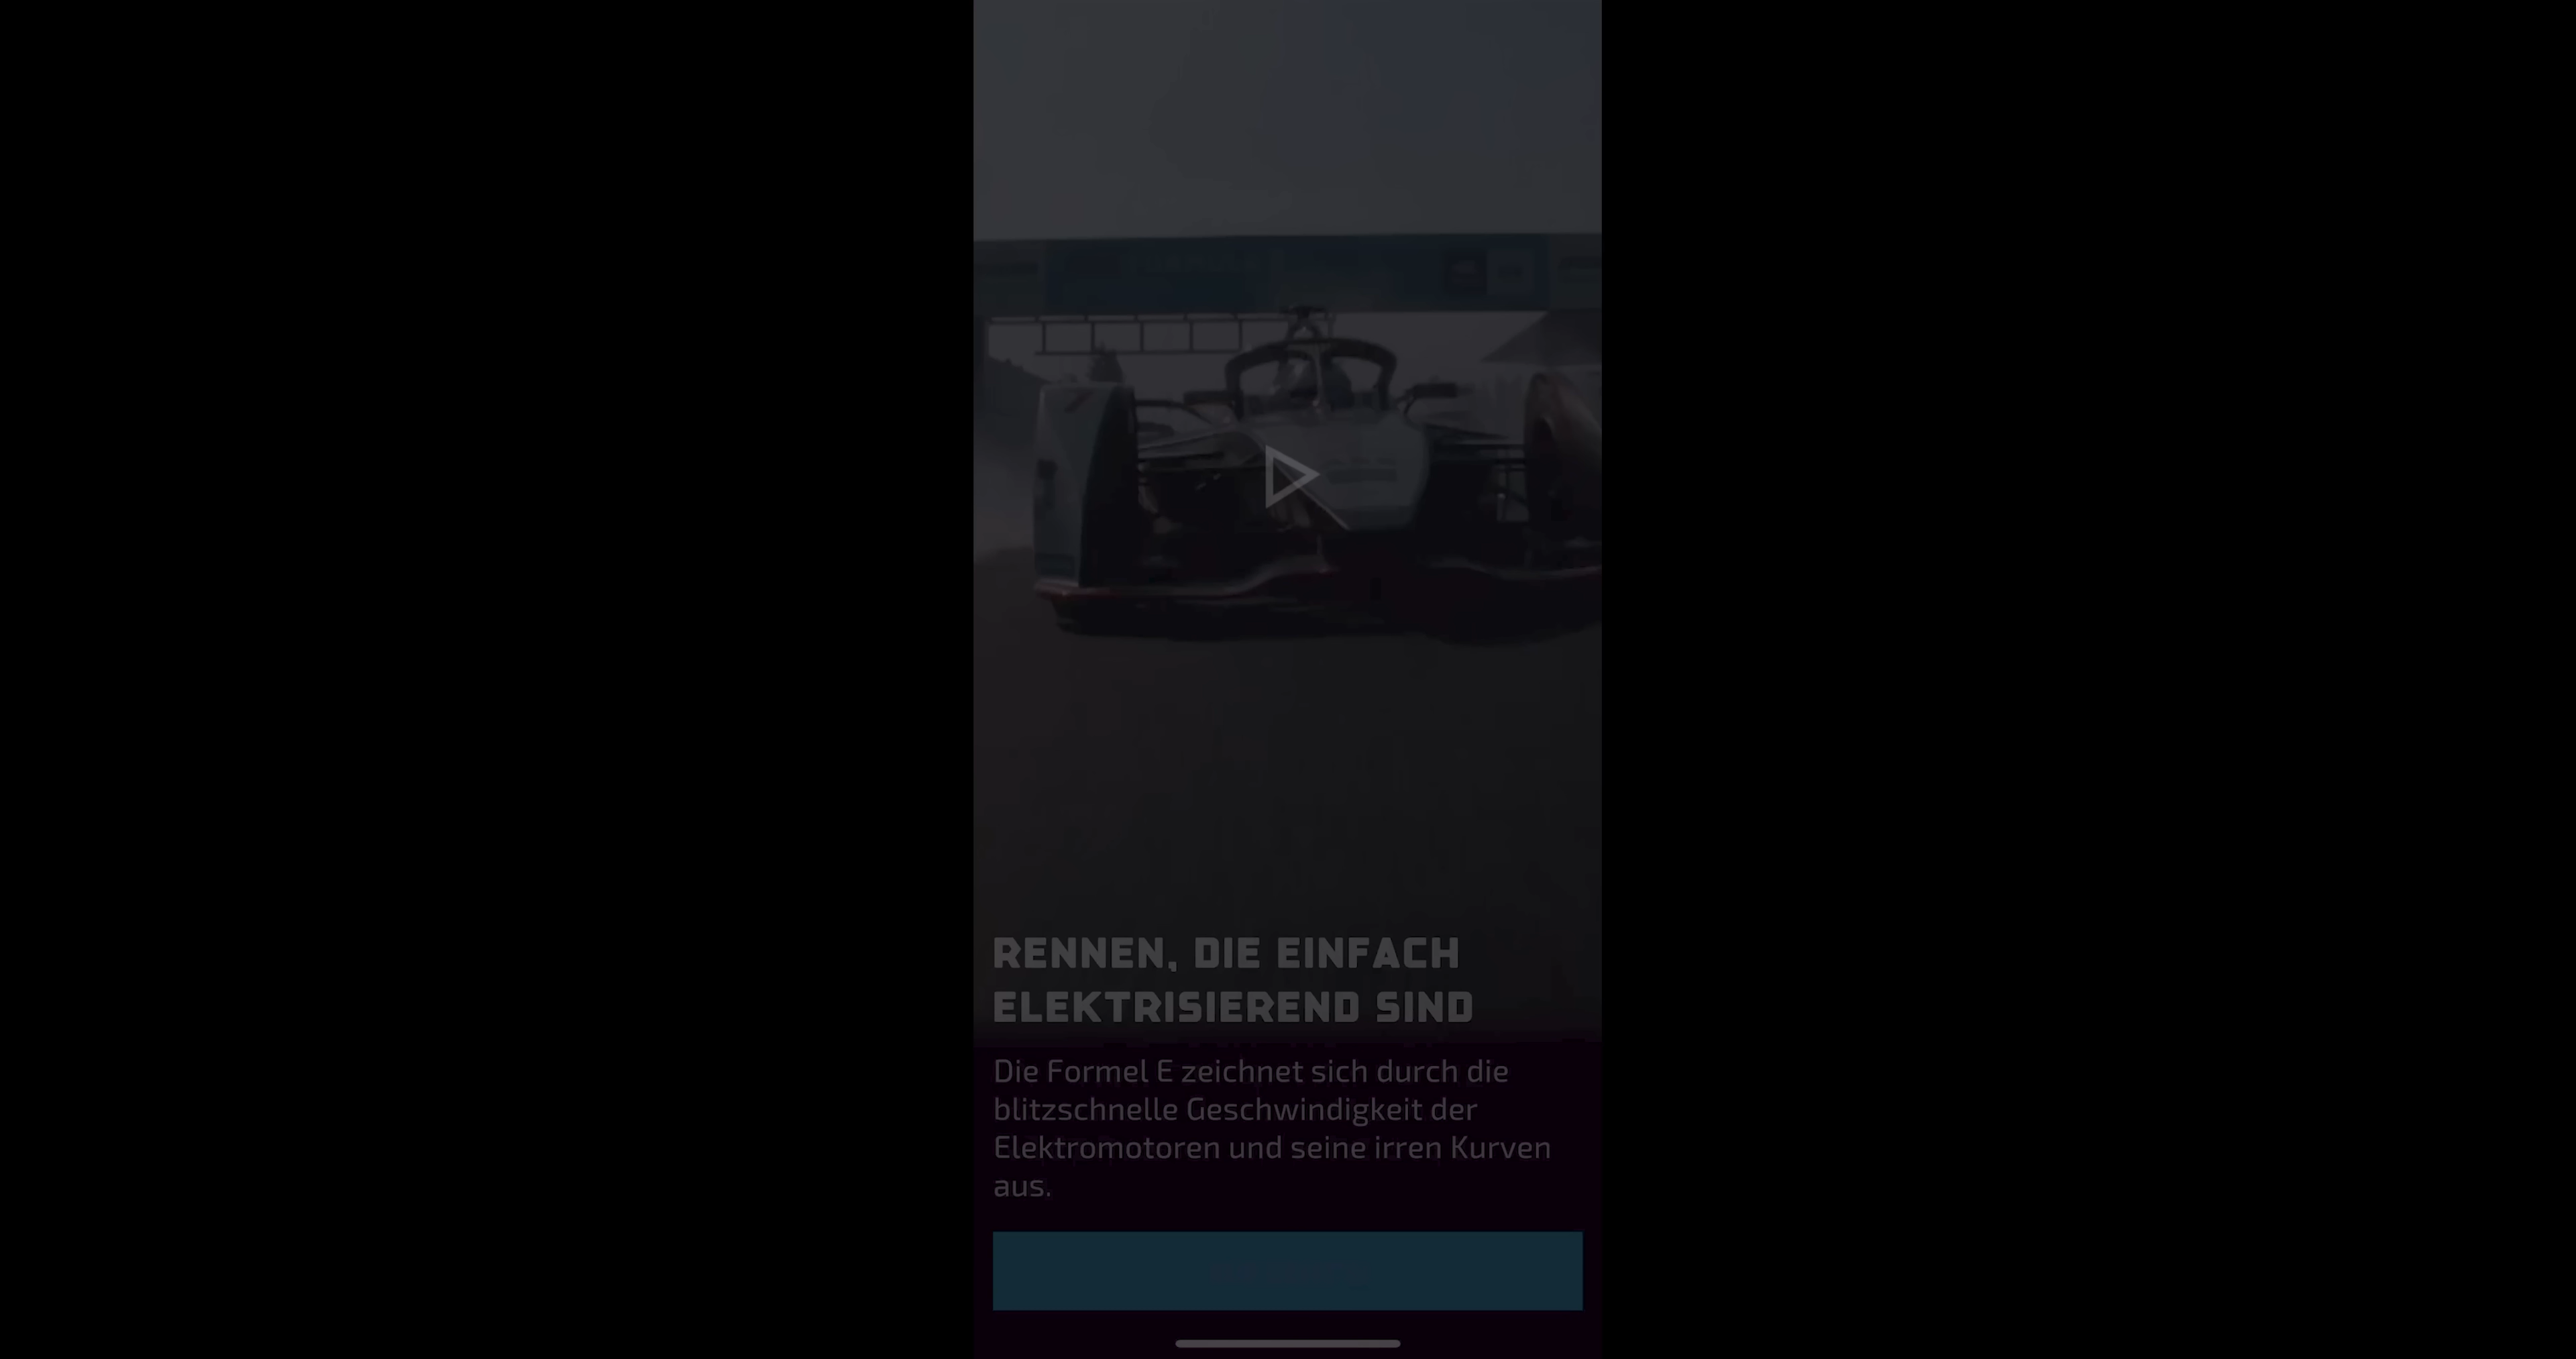 RENNEN, DIE EINFACH
ELEKTRISIEREND SIND
Die Formel E zeichnet sich durch die
blitzschnelle Geschwindigkeit der
Elektromotoren und seine irren Kurven
aus.